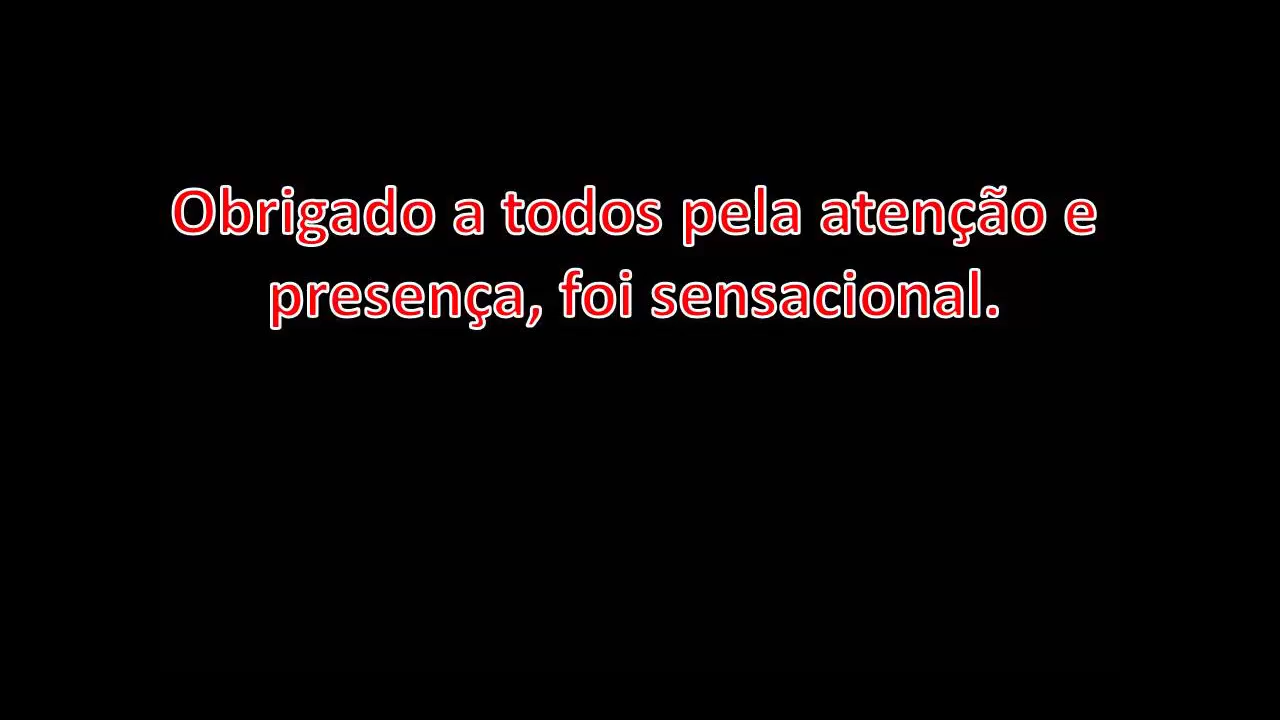 Obrigado a todos pela atenção e
presença, foi sensacional.